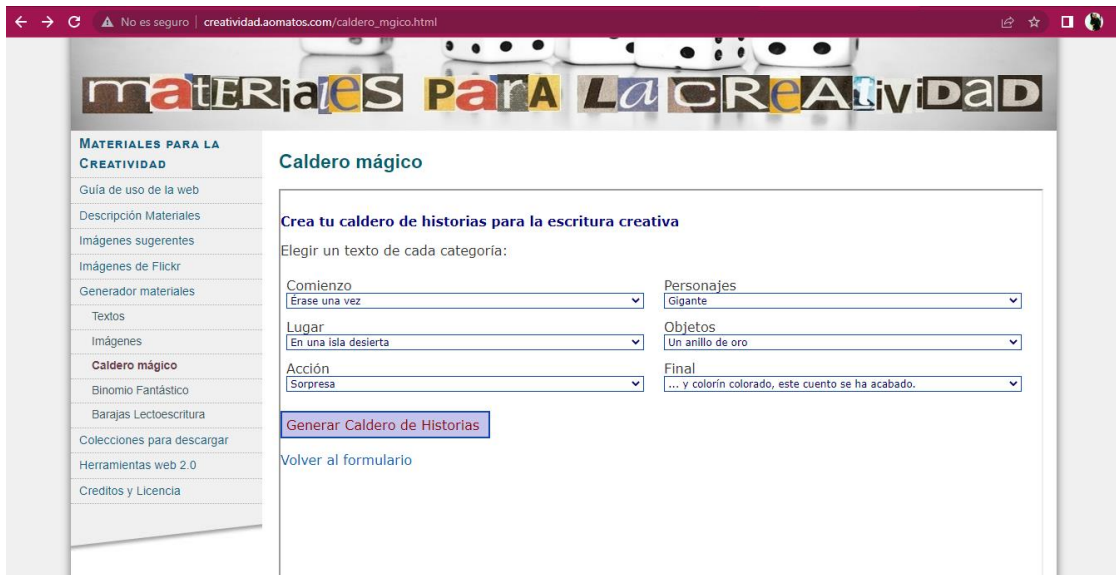 No es seguro | creatividad.aomatos.com/caldero_mgico.html
materiales para la creatividad
MATERIALES PARA LA
CREATIVIDAD
Guía de uso de la web
Descripción Materiales
Imágenes sugerentes
Imágenes de Flickr
Generador materiales
Textos
Imágenes
Caldero mágico
Binomio Fantástico
Barajas Lectoescritura
Colecciones para descargar
Herramientas web 2.0
Creditos y Licencia
Caldero mágico
Crea tu caldero de historias para la escritura creativa
Elegir un texto de cada categoría:
Comienzo
Érase una vez
Personajes
Gigante
Lugar
En una isla desierta
Objetos
Un anillo de oro
Acción
Sorpresa
Final
... y colorín colorado, este cuento se ha acabado.
Generar Caldero de Historias
Volver al formulario